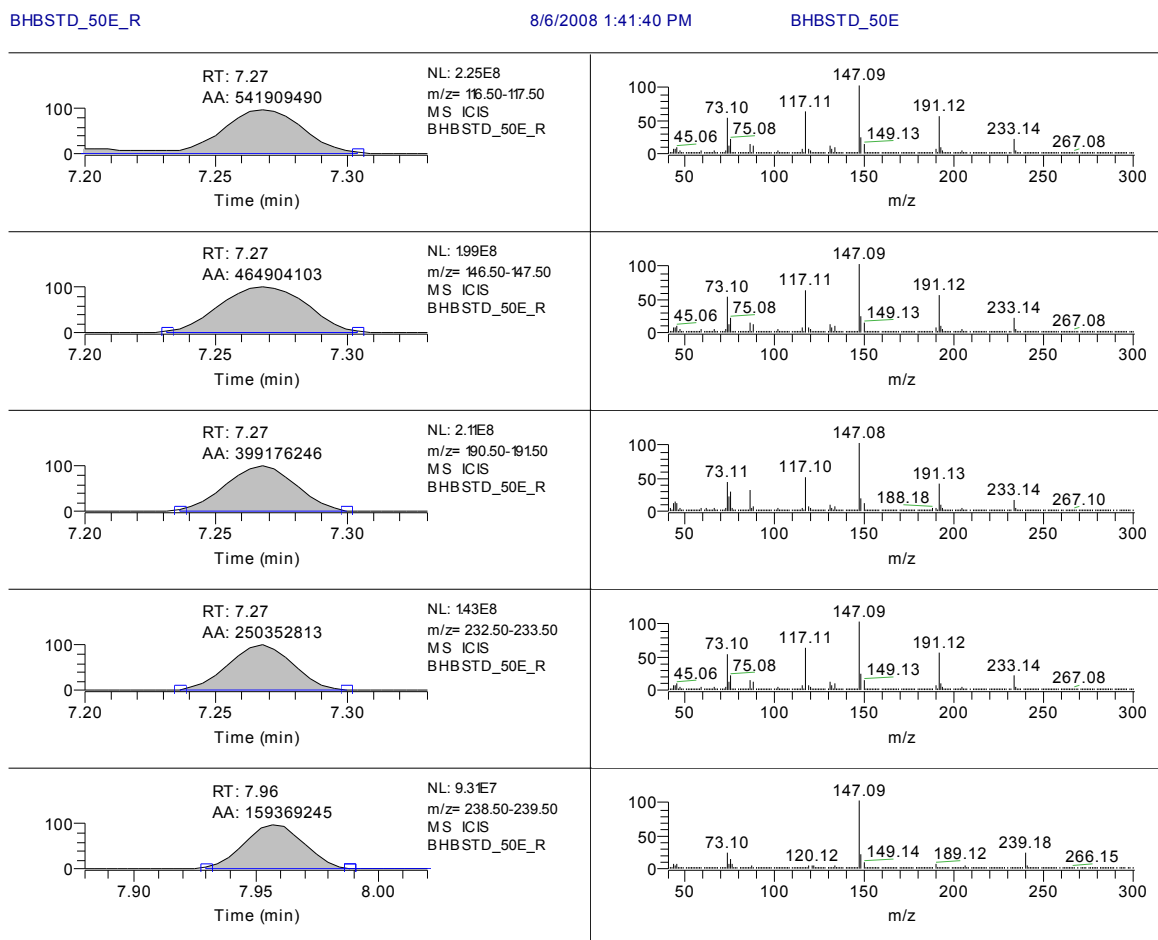 BHBSTD_50E_R 8/6/2008 1:41:40 PM BHBSTD_50E
RT: 7.27
AA: 541909490
NL: 2.25E8
m/z= 116.50-117.50
MS ICIS
BHBSTD_50E_R
100
0
7.20 7.25 7.30
Time (min)
147.09
73.10 117.11 191.12
45.06 75.08 149.13 233.14 267.08
100
50
0
50 100 150 200 250 300
m/z
RT: 7.27
AA: 464904103
NL: 1.99E8
m/z= 146.50-147.50
MS ICIS
BHBSTD_50E_R
100
0
7.20 7.25 7.30
Time (min)
147.09
73.10 117.11 191.12
45.06 75.08 149.13 233.14 267.08
100
50
0
50 100 150 200 250 300
m/z
RT: 7.27
AA: 399176246
NL: 2.11E8
m/z= 190.50-191.50
MS ICIS
BHBSTD_50E_R
100
0
7.20 7.25 7.30
Time (min)
147.08
73.11 117.10 191.13
188.18 233.14 267.10
100
50
0
50 100 150 200 250 300
m/z
RT: 7.27
AA: 250352813
NL: 1.43E8
m/z= 232.50-233.50
MS ICIS
BHBSTD_50E_R
100
0
7.20 7.25 7.30
Time (min)
147.09
73.10 117.11 191.12
45.06 75.08 149.13 233.14 267.08
100
50
0
50 100 150 200 250 300
m/z
RT: 7.96
AA: 159369245
NL: 9.31E7
m/z= 238.50-239.50
MS ICIS
BHBSTD_50E_R
100
0
7.90 7.95 8.00
Time (min)
147.09
73.10 120.12 149.14 189.12 239.18 266.15
100
50
0
50 100 150 200 250 300
m/z